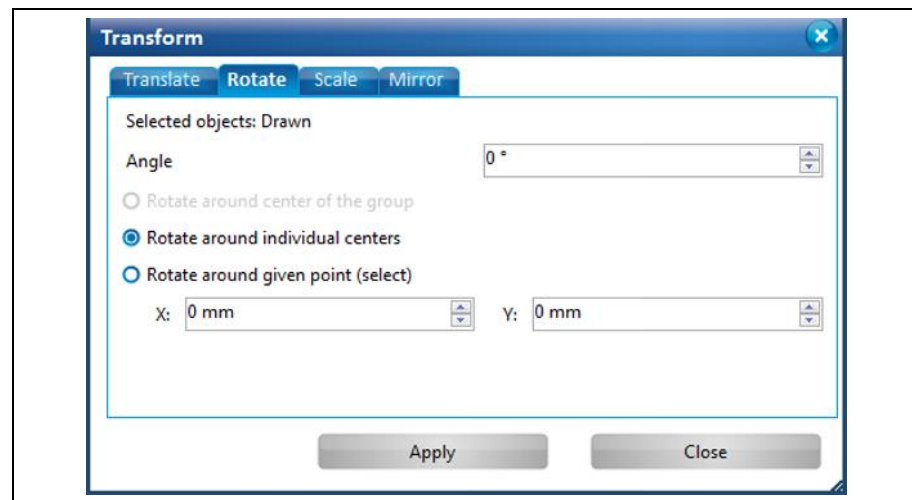 Transform
Translate Rotate Scale Mirror
Selected objects: Drawn
Angle 0 °
Rotate around center of the group
Rotate around individual centers
Rotate around given point (select)
X: 0 mm Y: 0 mm
Apply Close